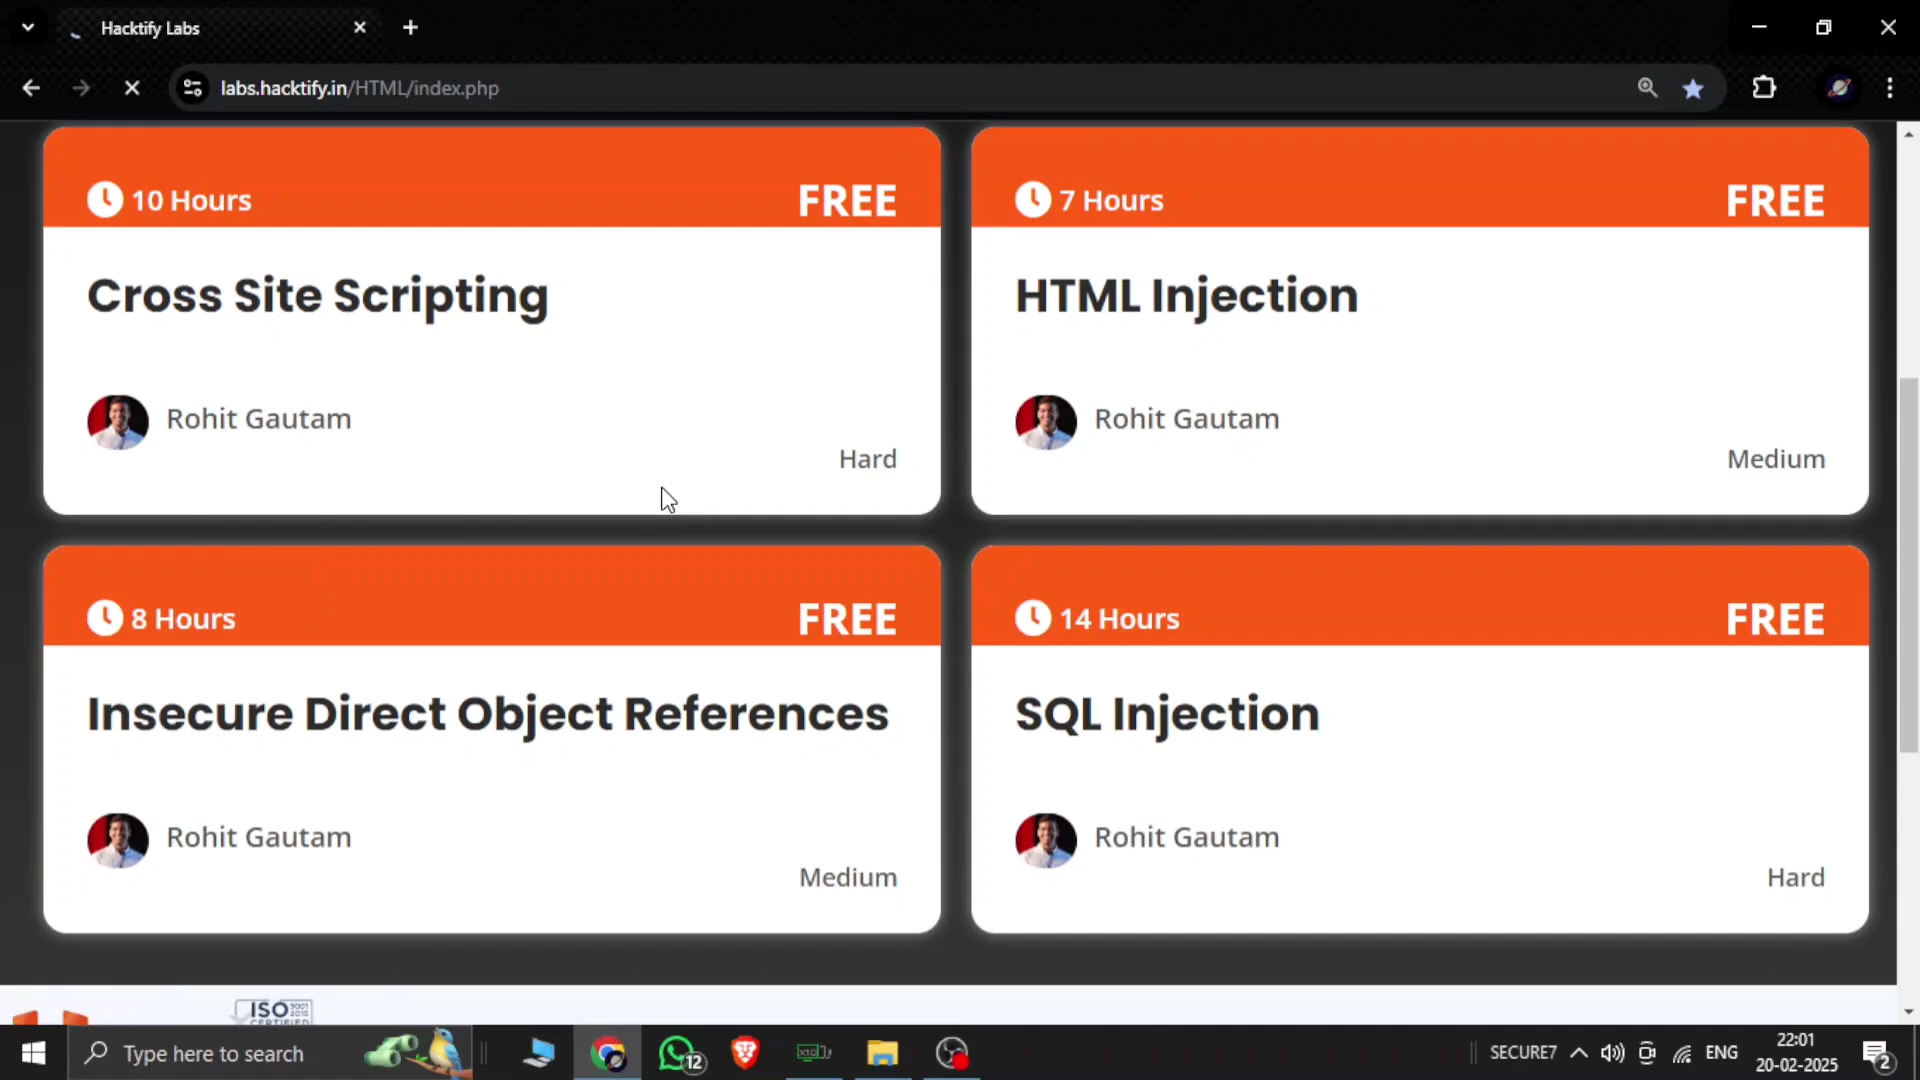 Hacktify Labs
labs.hacktify.in/HTML/index.php
10 Hours
FREE
Cross Site Scripting
Rohit Gautam
Hard
7 Hours
FREE
HTML Injection
Rohit Gautam
Medium
8 Hours
FREE
Insecure Direct Object References
Rohit Gautam
Medium
14 Hours
FREE
SQL Injection
Rohit Gautam
Hard
ISO 9001
2015
CERTIFIED
Type here to search
12
SECURE7
ENG
22:01
20-02-2025
2